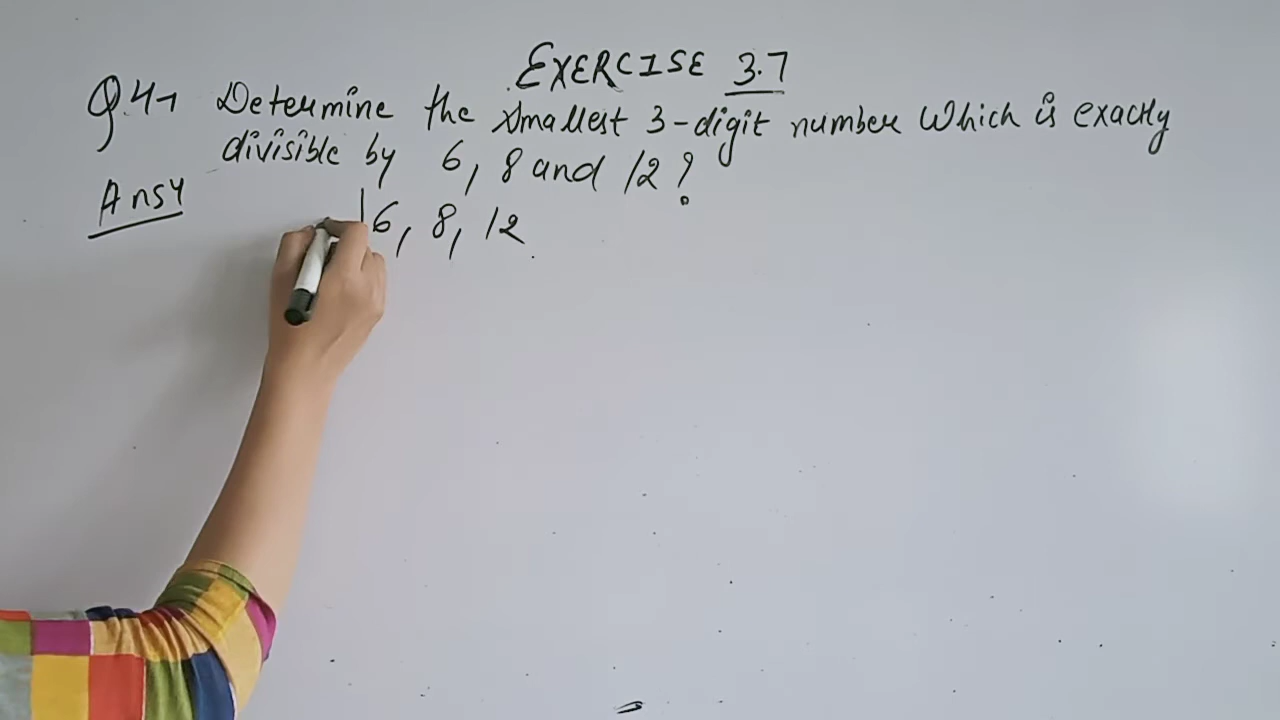 EXERCISE 3.7
Q4→ Determine the smallest 3-digit number which is exactly
divisible by 6, 8 and 12?
Ans4
6, 8, 12